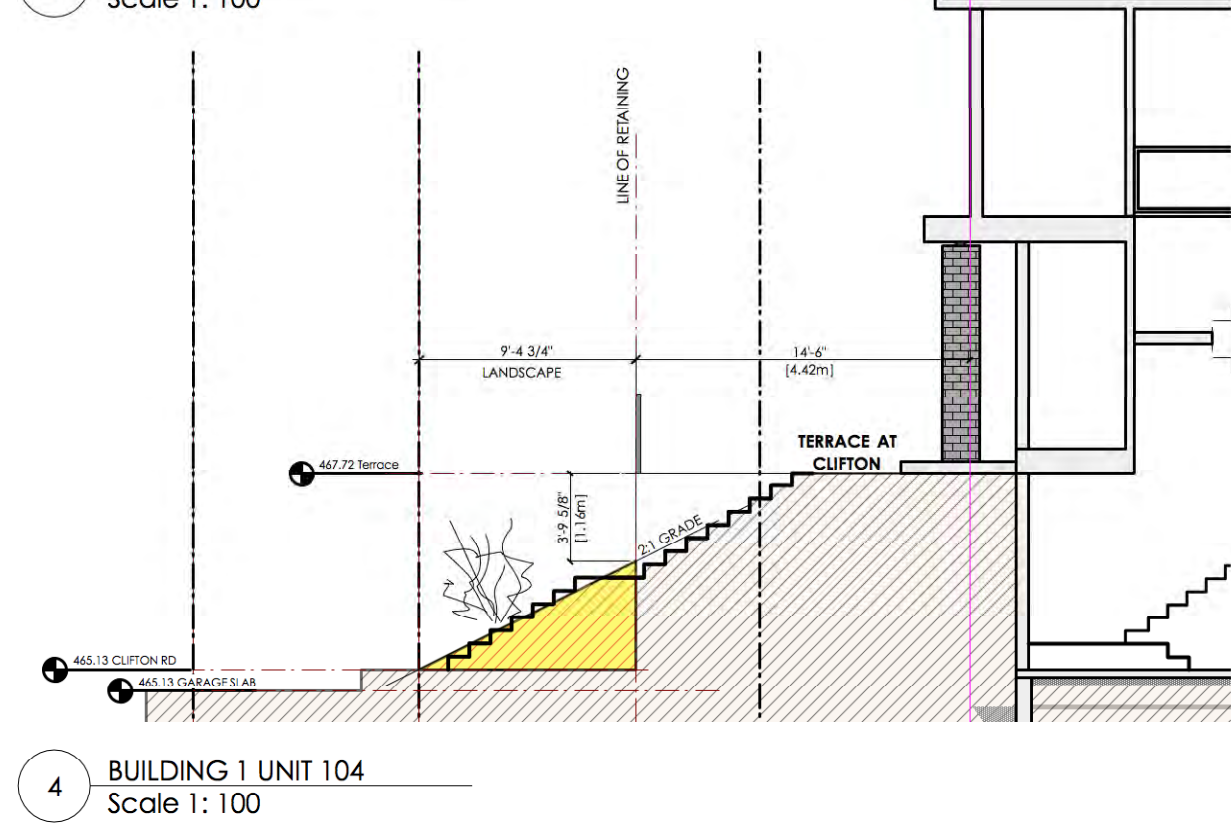 Scale 1: 100
LINE OF RETAINING
9'-4 3/4"
LANDSCAPE
14'-6"
[4.42m]
TERRACE AT
CLIFTON
467.72 Terrace
3'-9 5/8"
[1.16m]
2:1 GRADE
465.13 CLIFTON RD
465.13 GARAGE SLAB
4
BUILDING 1 UNIT 104
Scale 1: 100